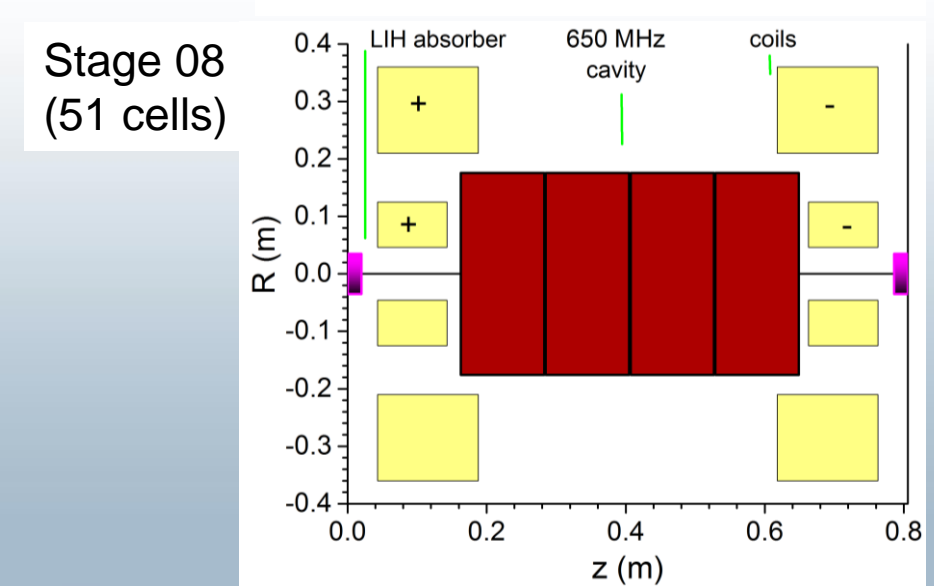 Stage 08
(51 cells)
LIH absorber
650 MHz
cavity
coils
+
-
+
-
R (m)
0.4
0.3
0.2
0.1
0.0
-0.1
-0.2
-0.3
-0.4
0.0 0.2 0.4 0.6 0.8
z (m)